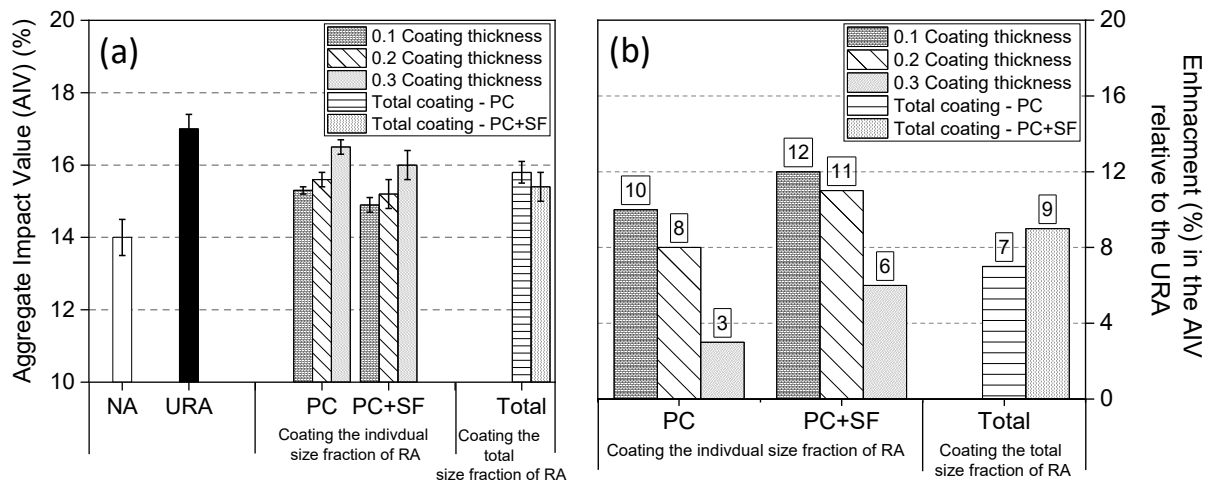 (a)
Aggregate Impact Value (AIV) (%)
20
18
16
14
12
10
0.1 Coating thickness
0.2 Coating thickness
0.3 Coating thickness
Total coating - PC
Total coating - PC+SF
NA URA PC PC+SF Total
Coating the indivdual
size fraction of RA
Coating the
total
size fraction of RA
(b)
0.1 Coating thickness
0.2 Coating thickness
0.3 Coating thickness
Total coating - PC
Total coating - PC+SF
10
8
3
12
11
6
7
9
20
16
12
8
4
0
Enhnacment (%) in the AIV
relative to the URA
PC PC+SF Total
Coating the indivdual size fraction of RA
Coating the total
size fraction of RA